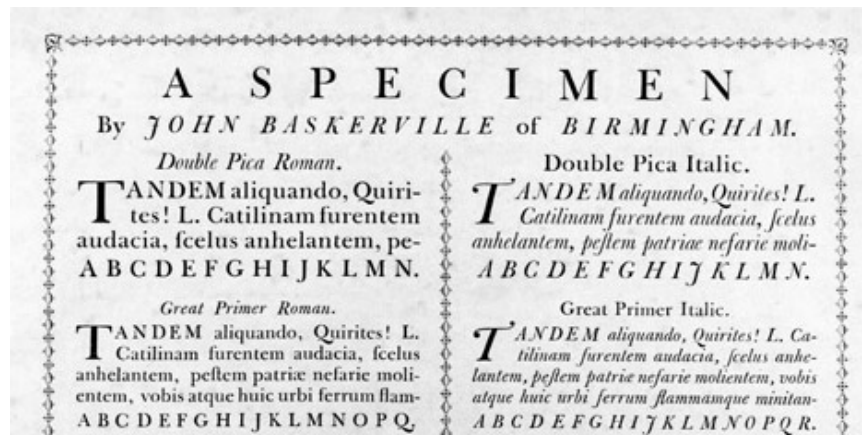 A SPECIMEN
By JOHN BASKERVILLE of BIRMINGHAM.
Double Pica Roman.
TANDEM aliquando, Quiri-
tes! L. Catilinam furentem
audacia, ſcelus anhelantem, pe-
A B C D E F G H I J K L M N.
Great Primer Roman.
TANDEM aliquando, Quirites! L.
Catilinam furentem audacia, ſcelus
anhelantem, peſtem patriæ nefarie moli-
entem, vobis atque huic urbi ferrum flam-
A B C D E F G H I J K L M N O P Q.
Double Pica Italic.
TANDEM aliquando, Quirites! L.
Catilinam furentem audacia, ſcelus
anhelantem, peſtem patriae nefarie moli-
A B C D E F G H I J K L M N.
Great Primer Italic.
TANDEM aliquando, Quirites! L. Ca-
tilinam furentem audacia, ſcelus anhe-
lantem, peſtem patriæ nefarie molientem, vobis
atque huic urbi ferrum flammamque minitan-
A B C D E F G H I J K L M N O P Q R.